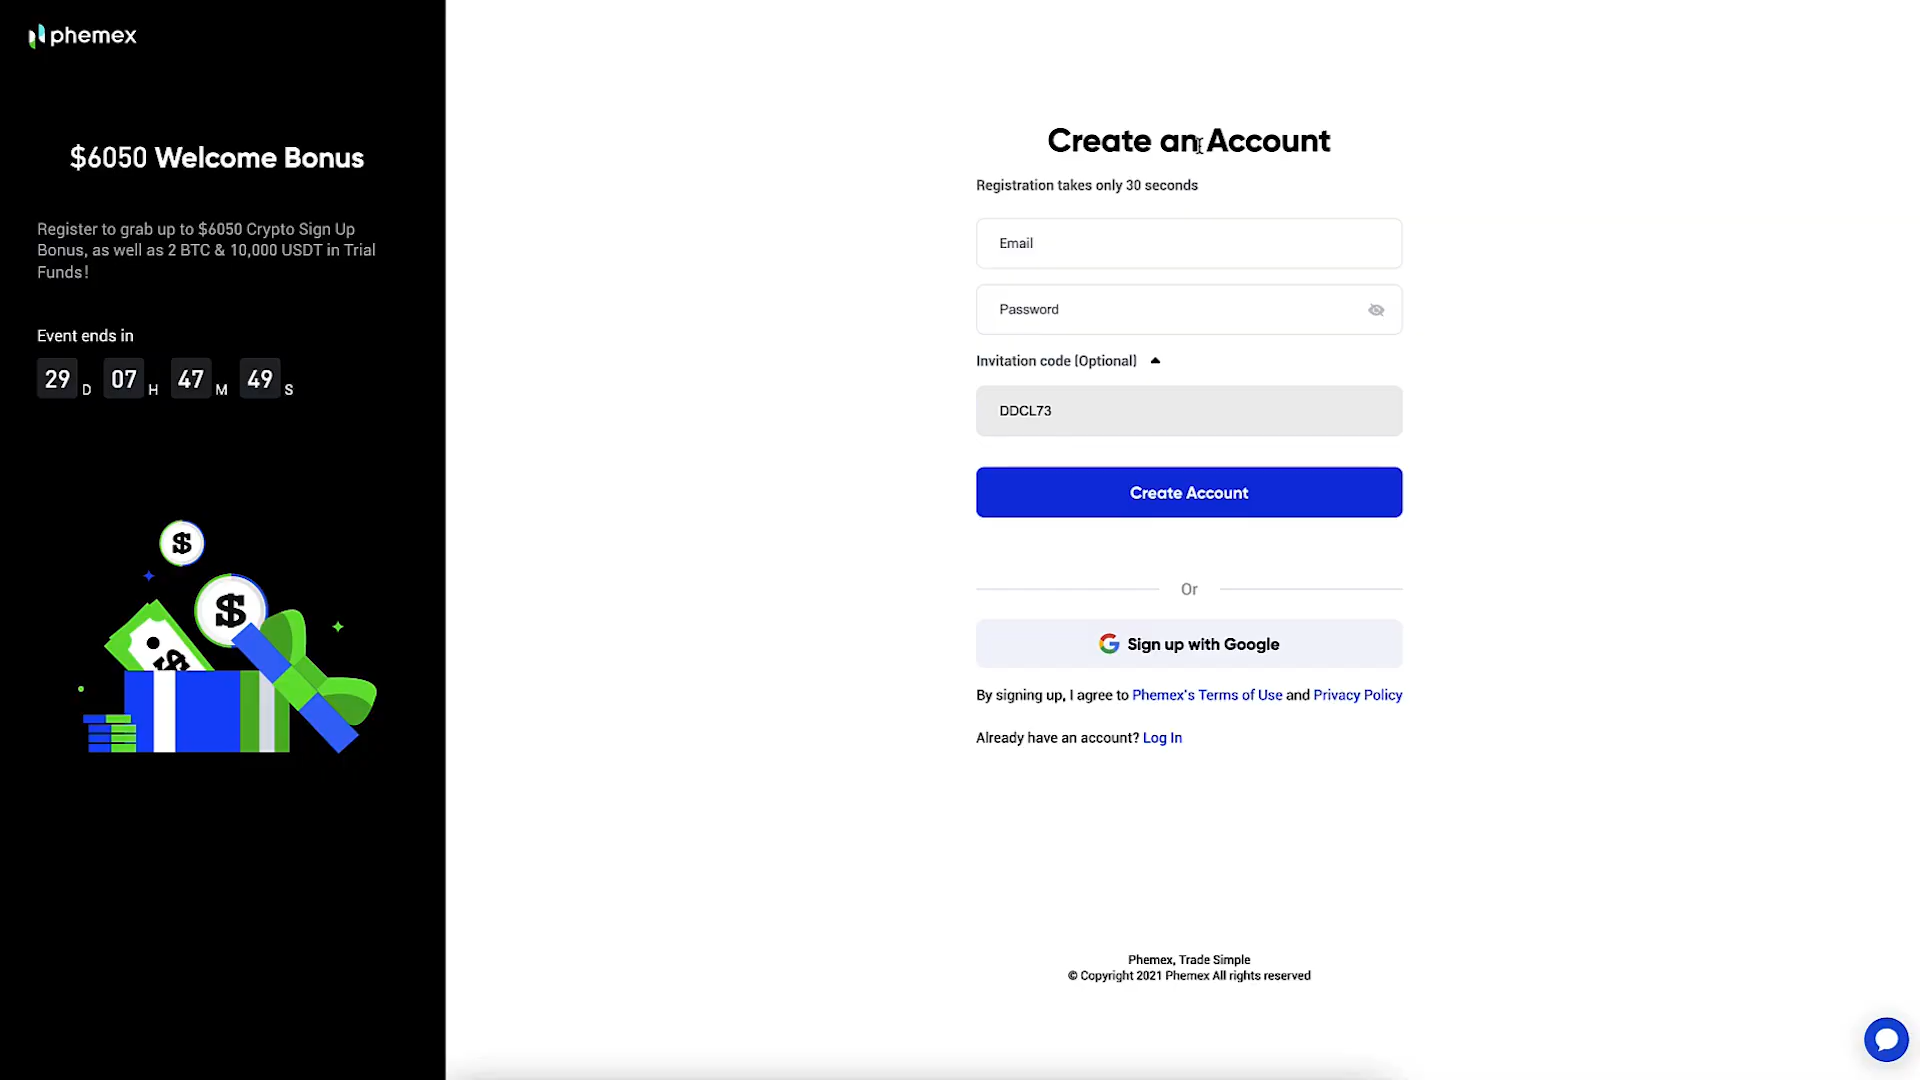 phemex
$6050 Welcome Bonus
Register to grab up to $6050 Crypto Sign Up
Bonus, as well as 2 BTC & 10,000 USDT in Trial
Funds!
Event ends in
29 D 07 H 47 M 49 S
$
$
$
Create an Account
Registration takes only 30 seconds
Email
Password
Invitation code (Optional)
DDCL73
Create Account
Or
Sign up with Google
By signing up, I agree to Phemex's Terms of Use and Privacy Policy
Already have an account? Log In
Phemex, Trade Simple
© Copyright 2021 Phemex All rights reserved